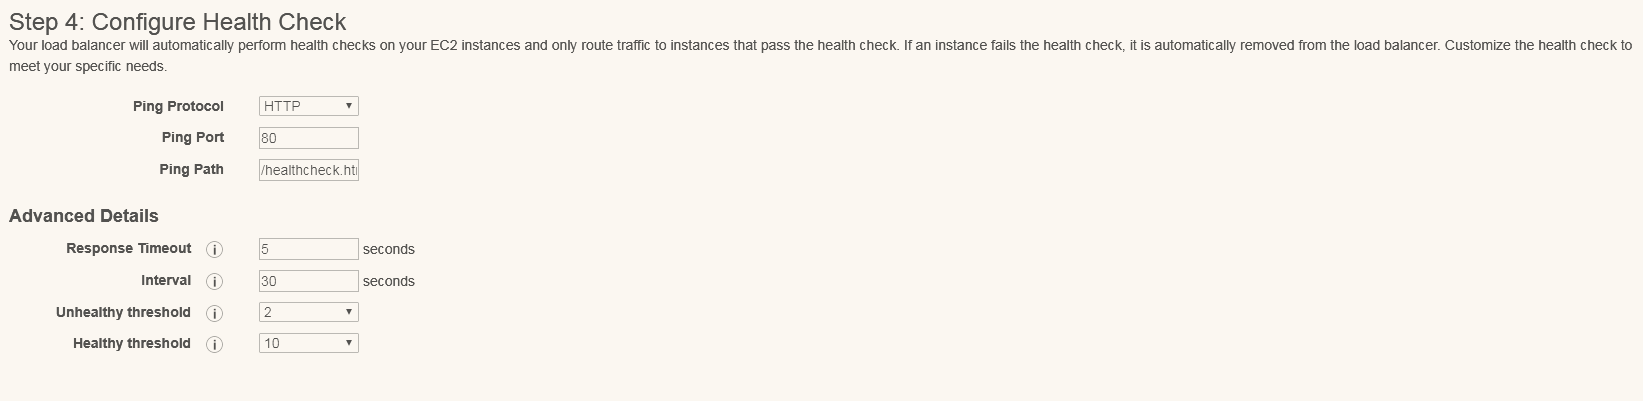 Step 4: Configure Health Check
Your load balancer will automatically perform health checks on your EC2 instances and only route traffic to instances that pass the health check. If an instance fails the health check, it is automatically removed from the load balancer. Customize the health check to
meet your specific needs.
Ping Protocol HTTP
Ping Port 80
Ping Path /healthcheck.ht
Advanced Details
Response Timeout i 5 seconds
Interval i 30 seconds
Unhealthy threshold i 2
Healthy threshold i 10